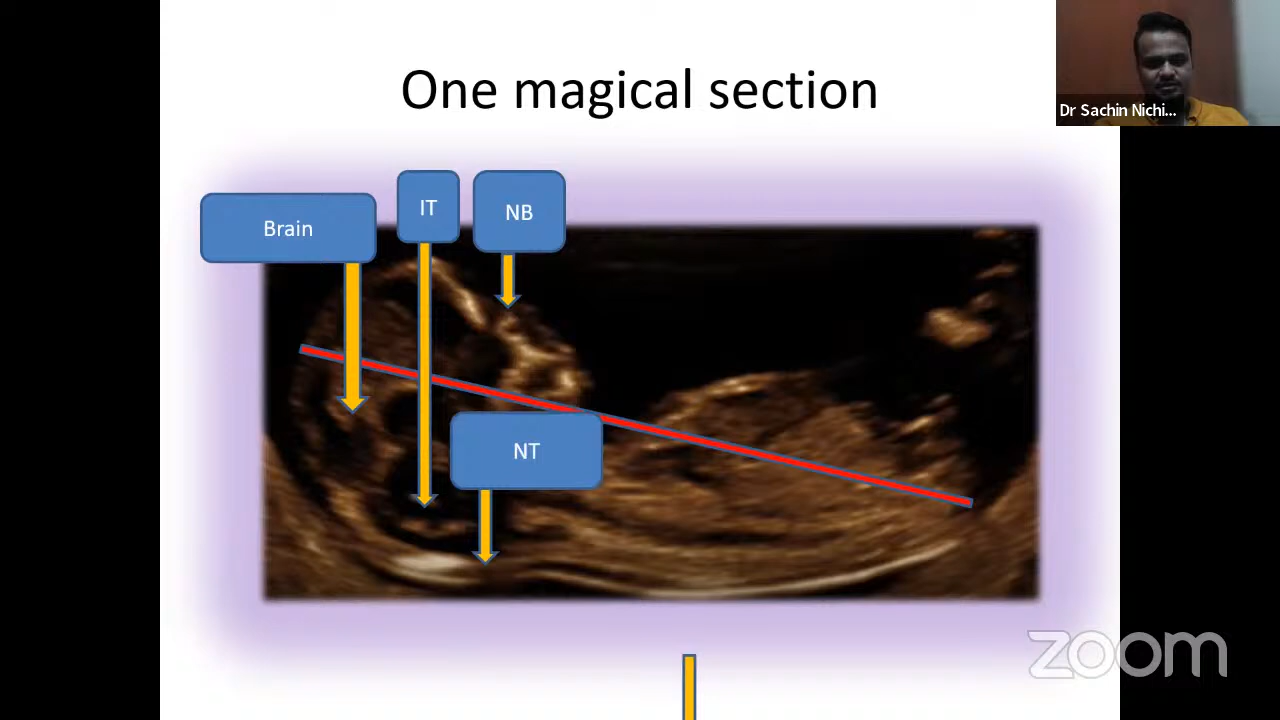 One magical section
Dr Sachin Nichi...
Brain
IT
NB
NT
zoom